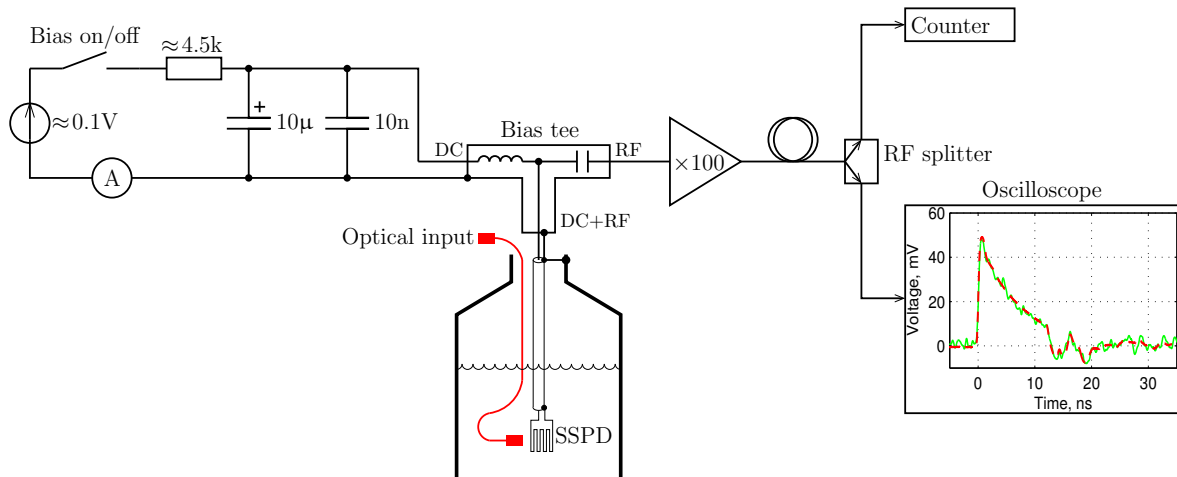 Bias on/off
≈4.5k
≈0.1V
+
10μ
10n
A
Bias tee
DC
RF
DC+RF
×100
Counter
RF splitter
Oscilloscope
Optical input
SSPD
Voltage, mV
60
40
20
0
0 10 20 30
Time, ns